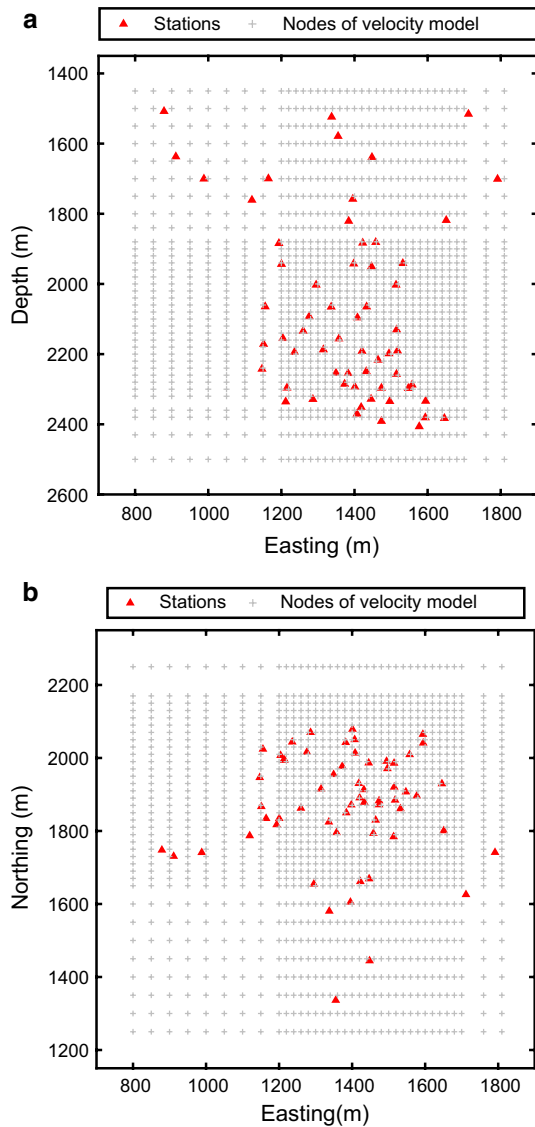 a
Stations
Nodes of velocity model
1400
1600
1800
2000
2200
2400
2600
Depth (m)
800 1000 1200 1400 1600 1800
Easting (m)
b
Stations
Nodes of velocity model
2200
2000
1800
1600
1400
1200
Northing (m)
800 1000 1200 1400 1600 1800
Easting(m)